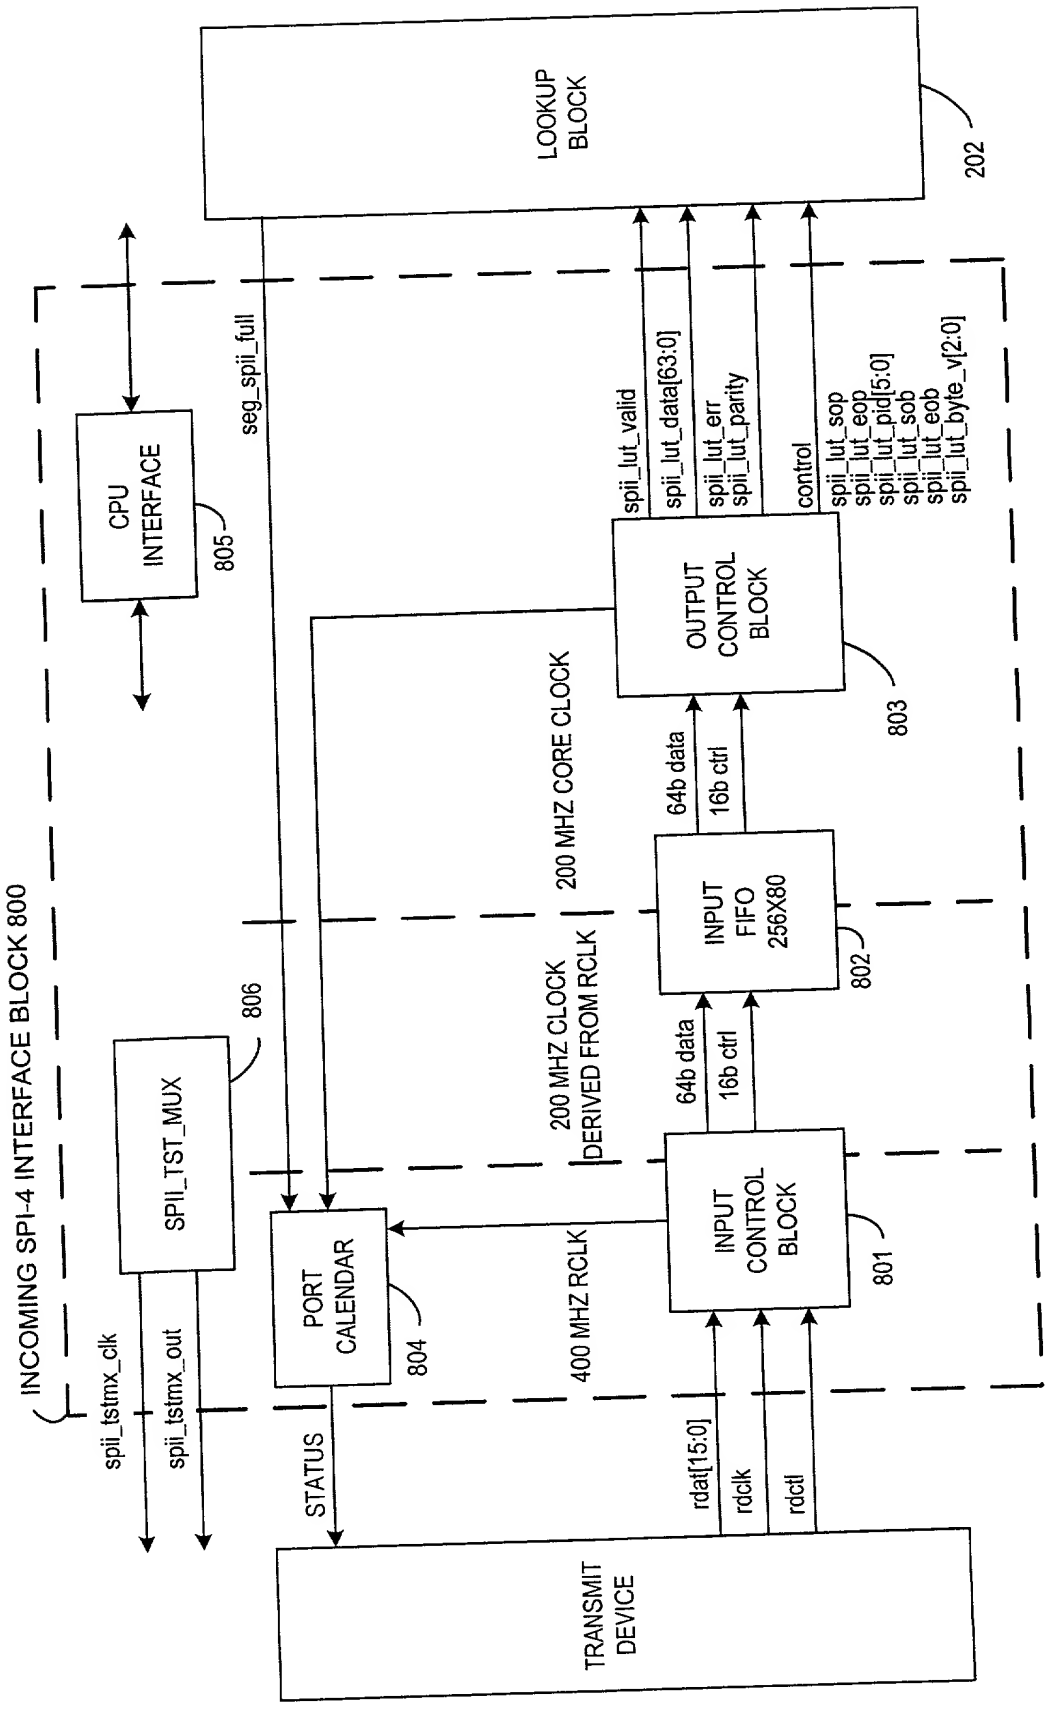 INCOMING SPI-4 INTERFACE BLOCK 800
spii_tstmx_clk
spii_tstmx_out
SPII_TST_MUX
806
CPU
INTERFACE
805
seg_spii_full
STATUS
PORT
CALENDAR
804
400 MHZ RCLK
200 MHZ CLOCK
DERIVED FROM RCLK
200 MHZ CORE CLOCK
TRANSMIT
DEVICE
rdat[15:0]
rdclk
rdctl
INPUT
CONTROL
BLOCK
801
64b data
16b ctrl
INPUT
FIFO
256X80
802
64b data
16b ctrl
OUTPUT
CONTROL
BLOCK
803
spii_lut_valid
spii_lut_data[63:0]
spii_lut_err
spii_lut_parity
control
spii_lut_sop
spii_lut_eop
spii_lut_pid[5:0]
spii_lut_sob
spii_lut_eob
spii_lut_byte_v[2:0]
LOOKUP
BLOCK
202